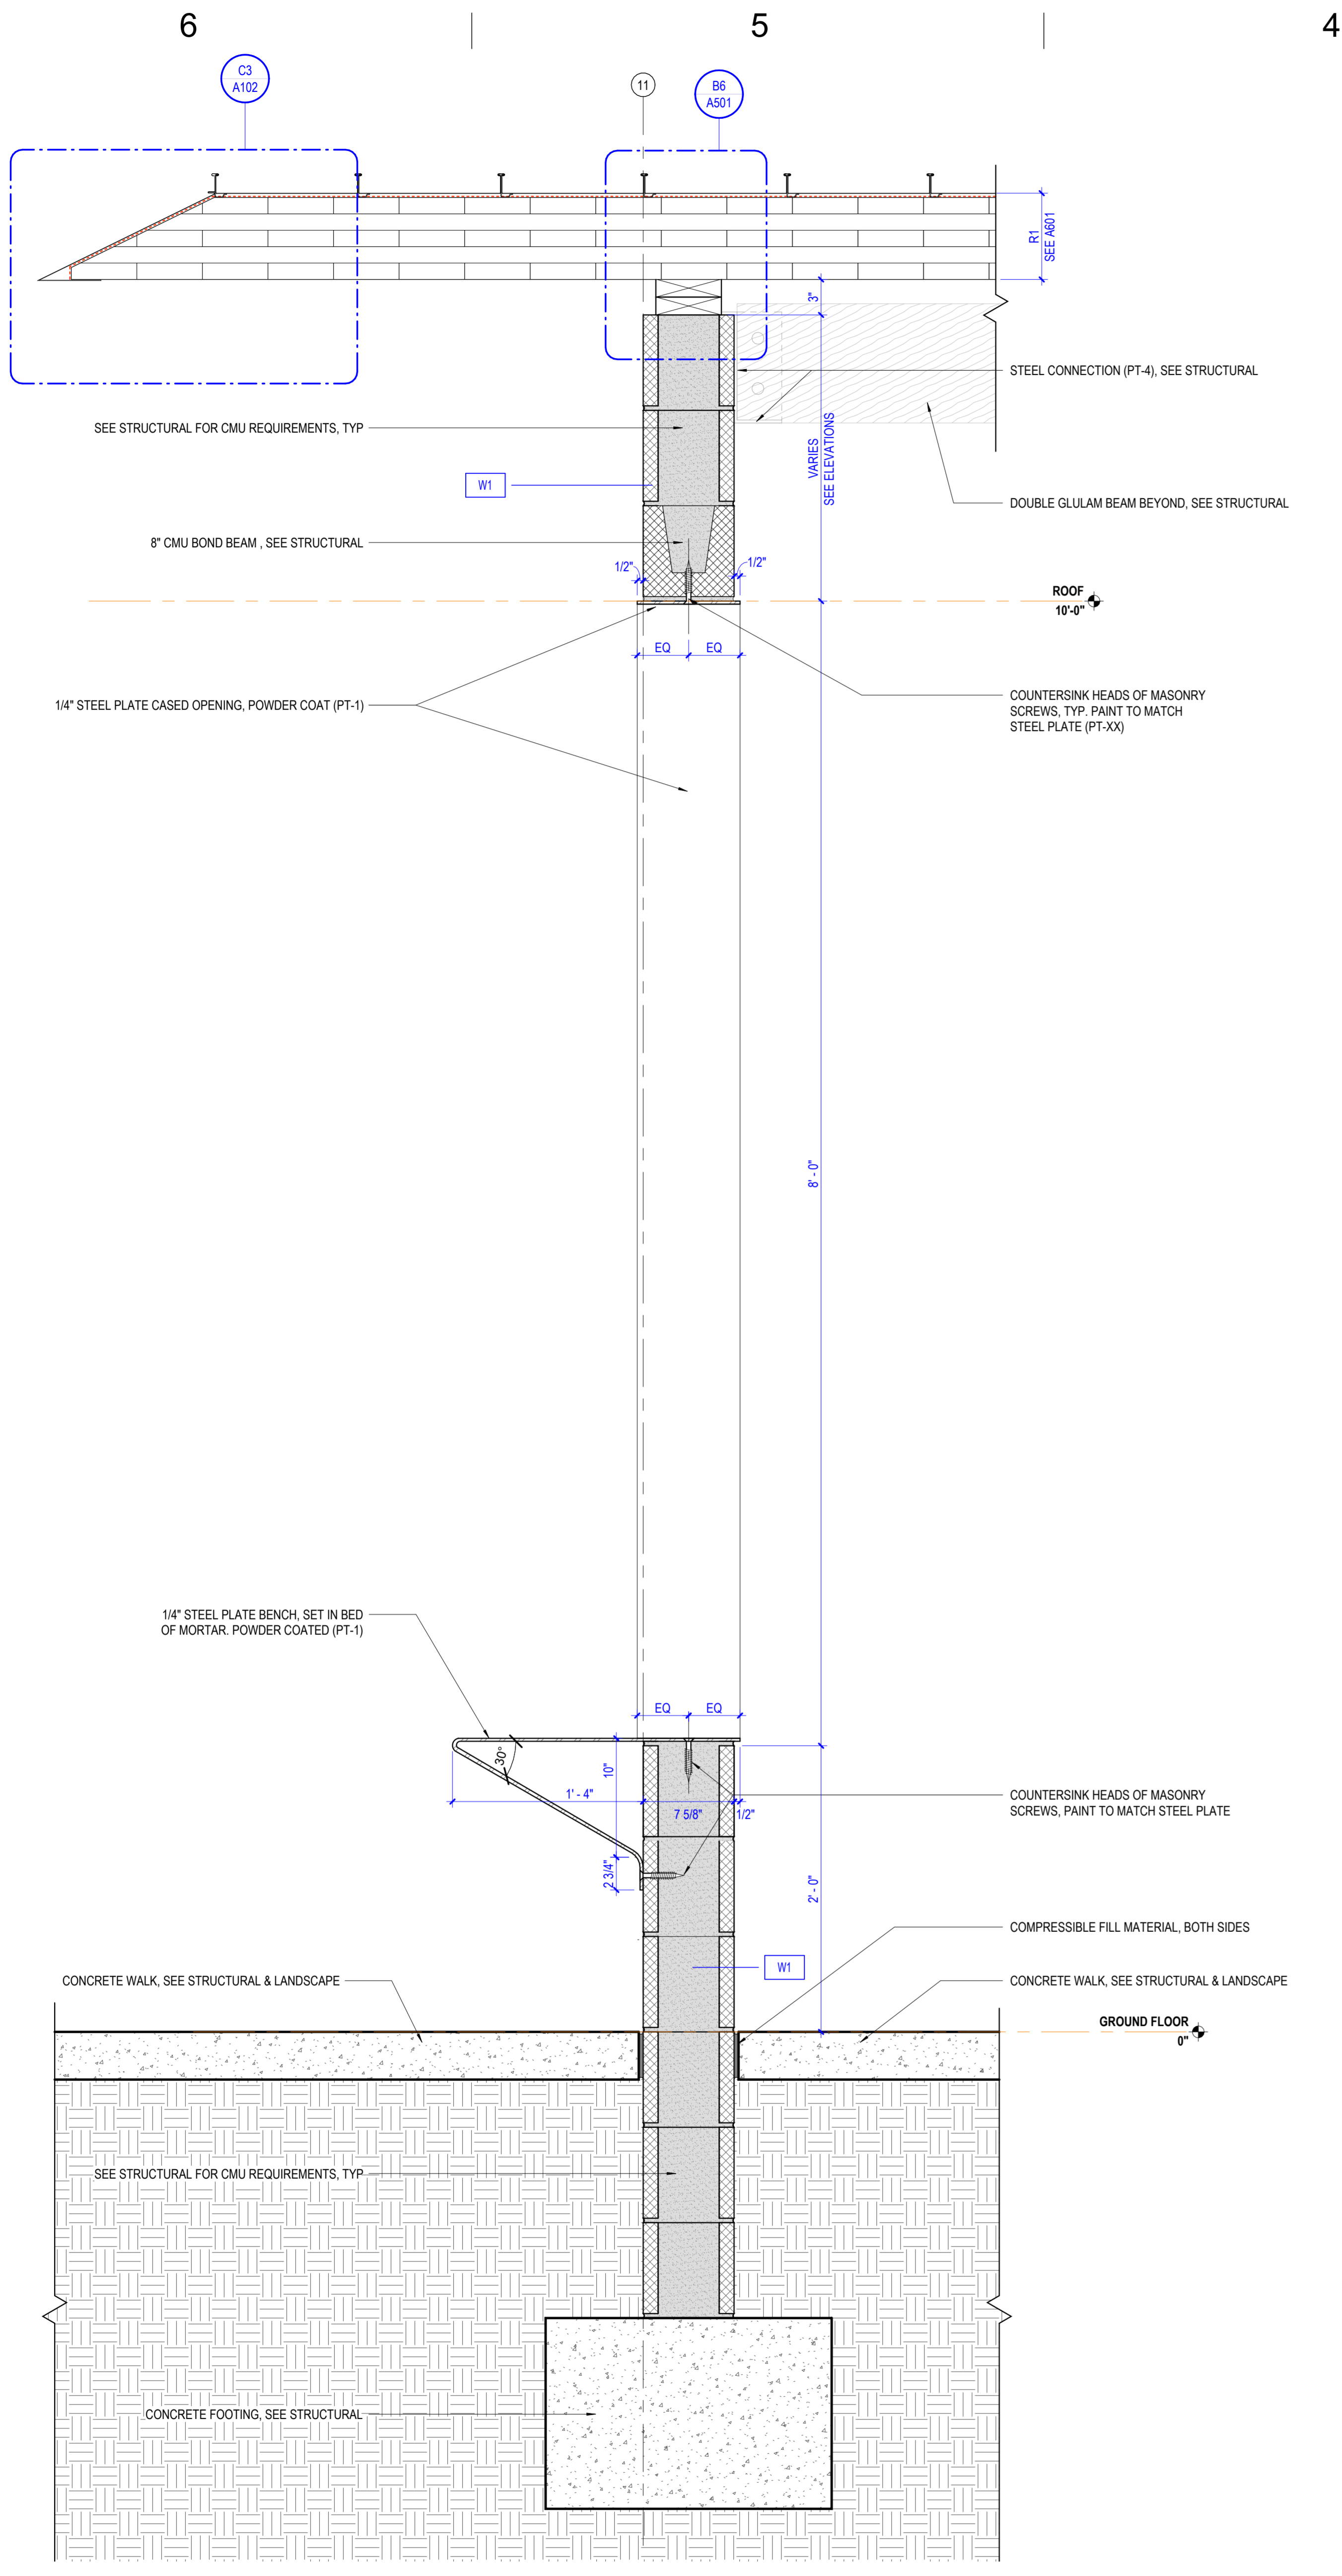 6
5
4
C3
A102
11
B6
A501
R1
SEE A601
3"
STEEL CONNECTION (PT-4), SEE STRUCTURAL
SEE STRUCTURAL FOR CMU REQUIREMENTS, TYP
VARIES
SEE ELEVATIONS
W1
DOUBLE GLULAM BEAM BEYOND, SEE STRUCTURAL
8" CMU BOND BEAM , SEE STRUCTURAL
1/2"
1/2"
ROOF
10'-0"
EQ
EQ
1/4" STEEL PLATE CASED OPENING, POWDER COAT (PT-1)
COUNTERSINK HEADS OF MASONRY
SCREWS, TYP. PAINT TO MATCH
STEEL PLATE (PT-XX)
8' - 0"
1/4" STEEL PLATE BENCH, SET IN BED
OF MORTAR. POWDER COATED (PT-1)
EQ
EQ
30°
10"
1' - 4"
7 5/8"
1/2"
COUNTERSINK HEADS OF MASONRY
SCREWS, PAINT TO MATCH STEEL PLATE
2 3/4"
2' - 0"
COMPRESSIBLE FILL MATERIAL, BOTH SIDES
W1
CONCRETE WALK, SEE STRUCTURAL & LANDSCAPE
CONCRETE WALK, SEE STRUCTURAL & LANDSCAPE
GROUND FLOOR
0"
SEE STRUCTURAL FOR CMU REQUIREMENTS, TYP
CONCRETE FOOTING, SEE STRUCTURAL